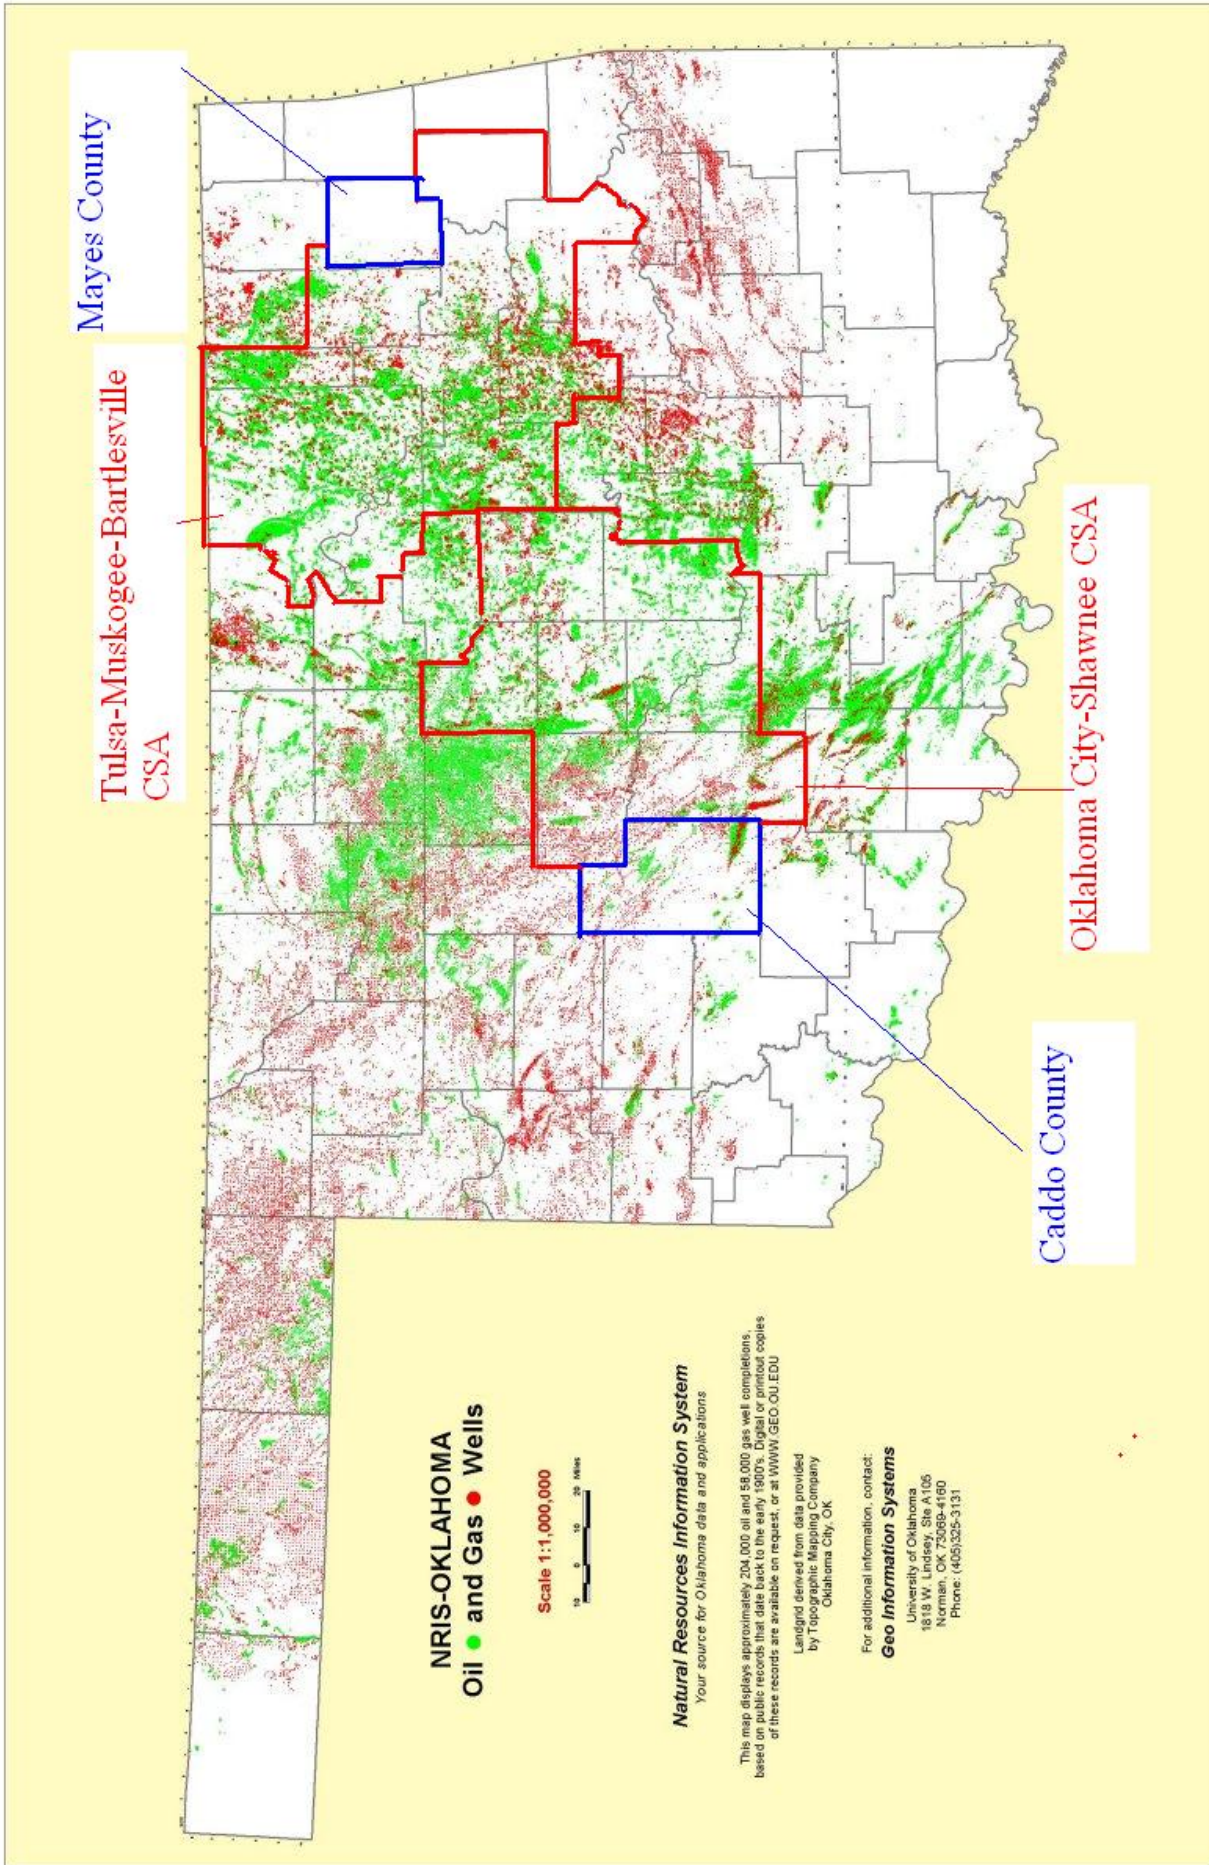 Mayes County
Tulsa-Muskogee-Bartlesville
CSA
Oklahoma City-Shawnee CSA
Caddo County
NRIS-OKLAHOMA
Oil ● and Gas ● Wells
Scale 1:1,000,000
10 0 10 20 Miles
Natural Resources Information System
Your source for Oklahoma data and applications
This map displays approximately 204,000 oil and 58,000 gas well completions,
based on public records that date back to the early 1900's. Digital or printout copies
of these records are available on request, or at WWW.GEO.OU.EDU
Landgrid derived from data provided
by Topographic Mapping Company
Oklahoma City, OK
For additional information, contact:
Geo Information Systems
University of Oklahoma
1818 W. Lindsey, Ste A105
Norman, OK 73069-4160
Phone: (405)325-3131